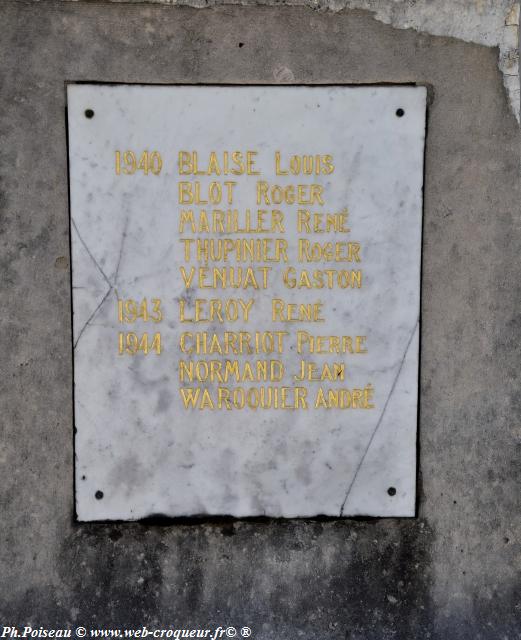 1940 BLAISE LOUIS
BLOT ROGER
MARILLER RENÉ
THUPINIER ROGER
VENUAT GASTON
1943 LEROY RENÉ
1944 CHARRIOT PIERRE
NORMAND JEAN
WAROQUIER ANDRÉ
Ph.Poiseau © www-web-croqueur.fr © ®